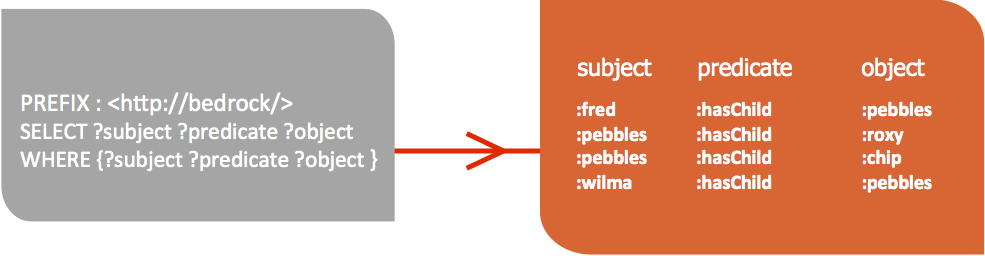 PREFIX : <http://bedrock/>
SELECT ?subject ?predicate ?object
WHERE {?subject ?predicate ?object }
subject predicate object
:fred :hasChild :pebbles
:pebbles :hasChild :roxy
:pebbles :hasChild :chip
:wilma :hasChild :pebbles